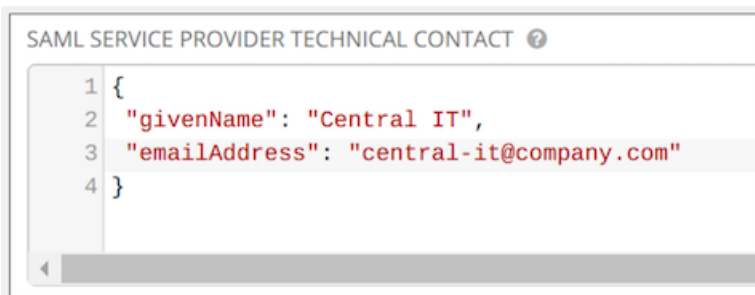 SAML SERVICE PROVIDER TECHNICAL CONTACT ?
1 {
2 "givenName": "Central IT",
3 "emailAddress": "central-it@company.com"
4 }